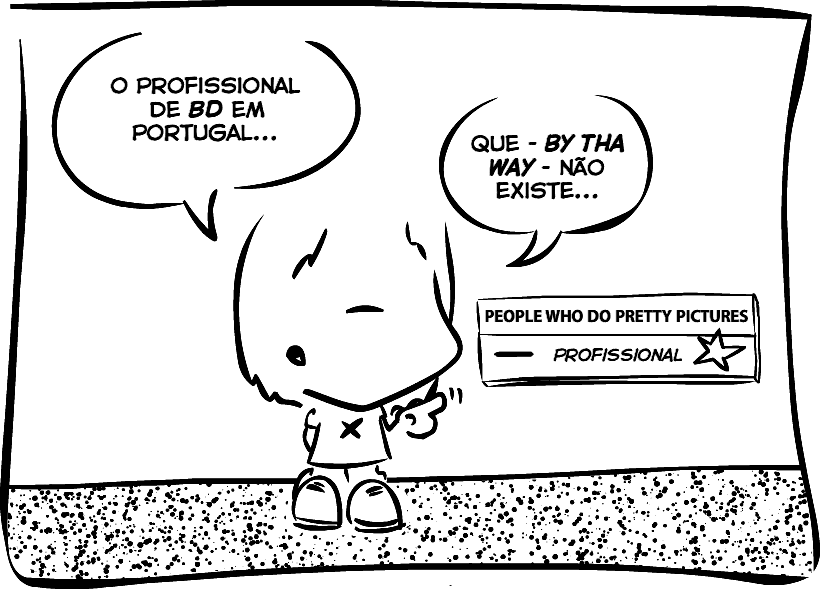 O PROFISSIONAL
DE BD EM
PORTUGAL...
QUE - BY THA
WAY - NÃO
EXISTE...
PEOPLE WHO DO PRETTY PICTURES
PROFISSIONAL